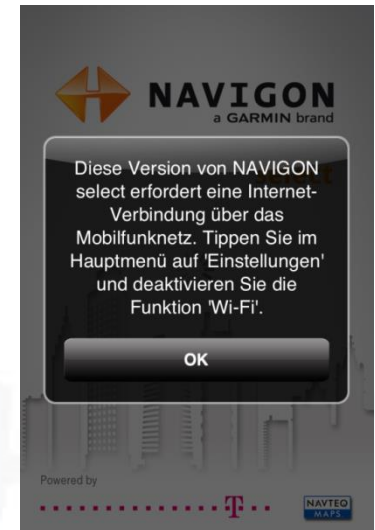 NAVIGON
a GARMIN brand
Diese Version von NAVIGON
select erfordert eine Internet-
Verbindung über das
Mobilfunknetz. Tippen Sie im
Hauptmenü auf 'Einstellungen'
und deaktivieren Sie die
Funktion 'Wi-Fi'.
OK
Powered by
T
NAVTEQ
MAPS